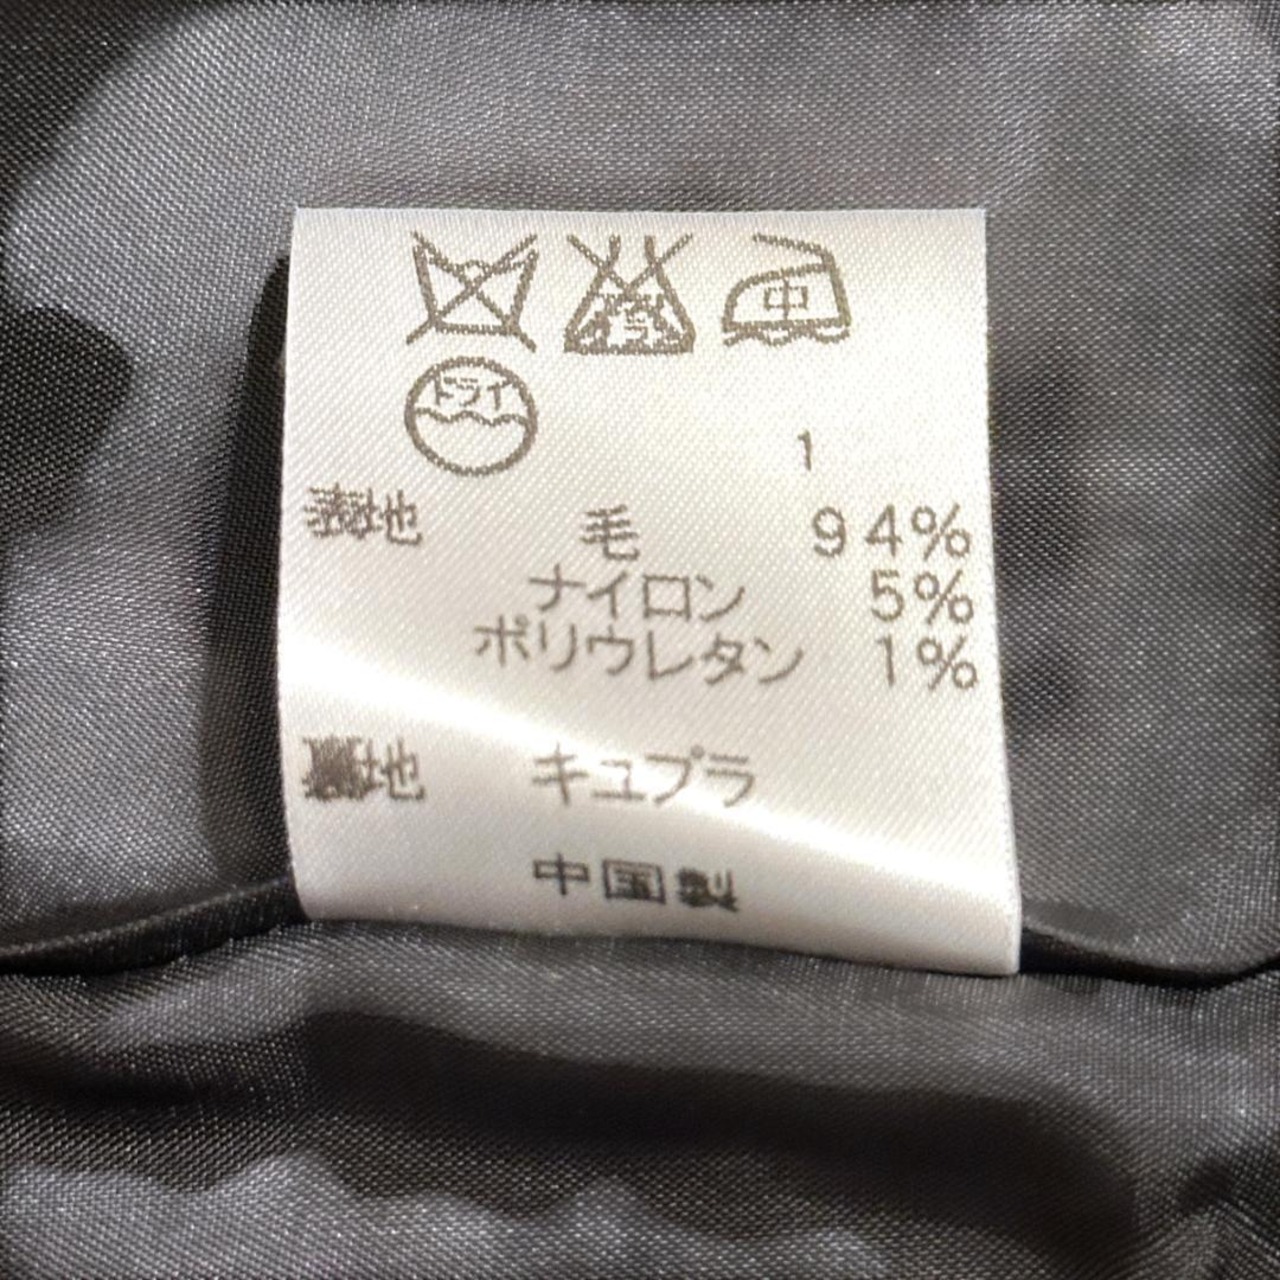 中
ドライ
1
表地 毛 94%
ナイロン 5%
ポリウレタン 1%
裏地 キュプラ
中国製